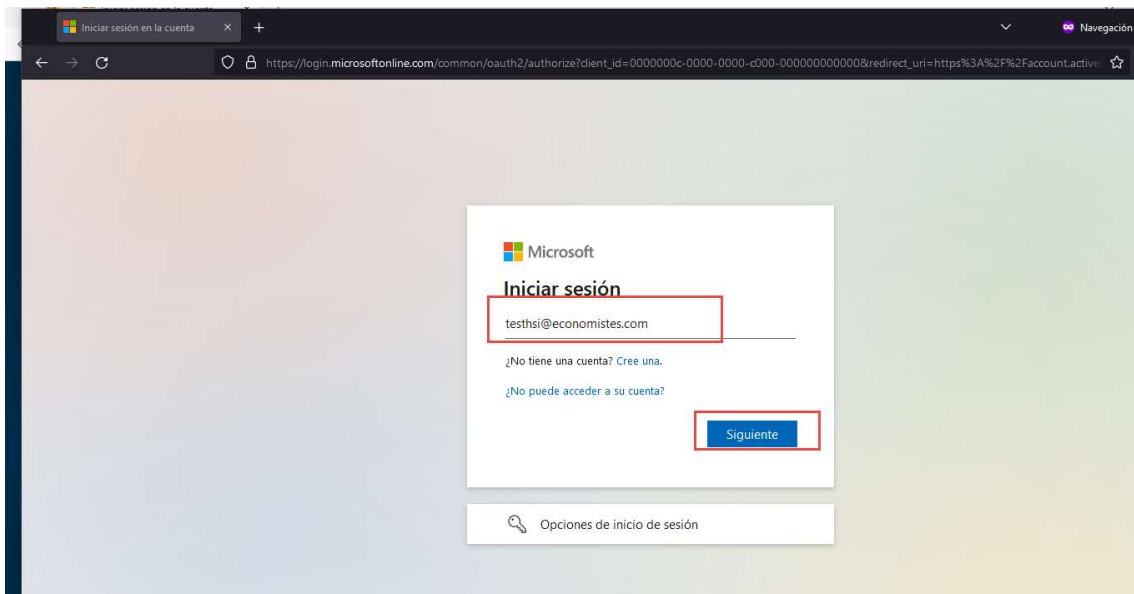 Iniciar sesión en la cuenta
Navegación
https://login.microsoftonline.com/common/oauth2/authorize?client_id=0000000c-0000-0000-c000-000000000000&redirect_uri=https%3A%2F%2Faccount.active
Microsoft
Iniciar sesión
testhsi@economistes.com
¿No tiene una cuenta? Cree una.
¿No puede acceder a su cuenta?
Siguiente
Opciones de inicio de sesión